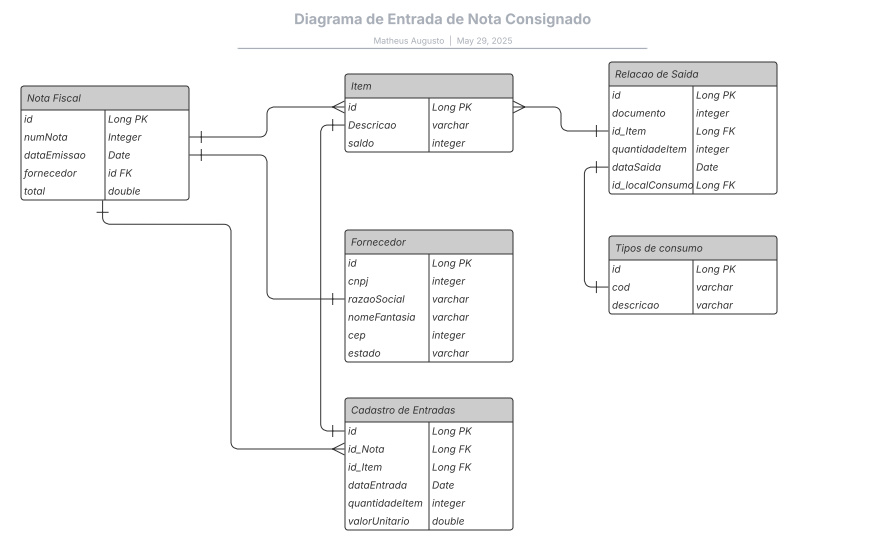 Diagrama de Entrada de Nota Consignado
Matheus Augusto | May 29, 2025
Nota Fiscal
id Long PK
numNota Integer
dataEmissao Date
fornecedor id FK
total double
Item
id Long PK
Descricao varchar
saldo integer
Relacao de Saida
id Long PK
documento integer
id_Item Long FK
quantidadeItem integer
dataSaida Date
id_localConsumo Long FK
Fornecedor
id Long PK
cnpj integer
razaoSocial varchar
nomeFantasia varchar
cep integer
estado varchar
Tipos de consumo
id Long PK
cod varchar
descricao varchar
Cadastro de Entradas
id Long PK
id_Nota Long FK
id_Item Long FK
dataEntrada Date
quantidadeItem integer
valorUnitario double